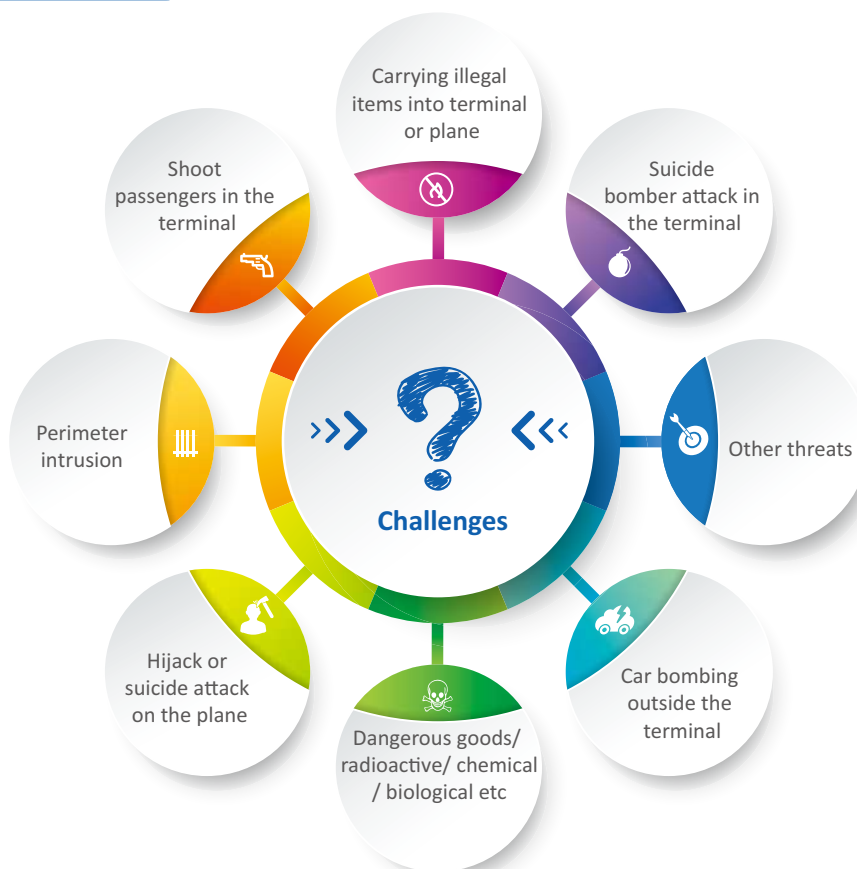 Carrying illegal
items into terminal
or plane
Suicide
bomber attack in
the terminal
Other threats
Car bombing
outside the
terminal
Dangerous goods/
radioactive/ chemical
/ biological etc
Hijack or
suicide attack
on the plane
Perimeter
intrusion
Shoot
passengers in the
terminal
?
Challenges